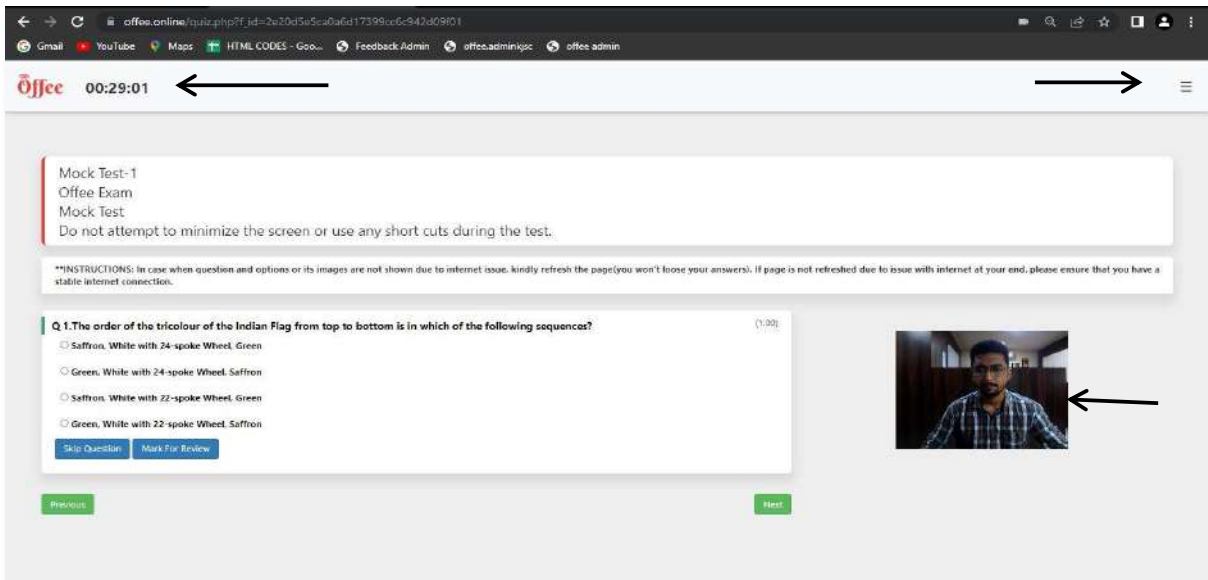 offee.online/quiz.php?f_id=2e20d5e5ca0a6d17399cc6c942d09f01
Gmail YouTube Maps HTML CODES - Goo... Feedback Admin offee.adminkjsc offee admin
Offee 00:29:01
Mock Test-1
Offee Exam
Mock Test
Do not attempt to minimize the screen or use any short cuts during the test.
**INSTRUCTIONS: In case when question and options or its images are not shown due to internet issue, kindly refresh the page(you won't loose your answers). If page is not refreshed due to issue with internet at your end, please ensure that you have a
stable internet connection.
Q 1.The order of the tricolour of the Indian Flag from top to bottom is in which of the following sequences? (1.00)
Saffron, White with 24-spoke Wheel, Green
Green, White with 24-spoke Wheel, Saffron
Saffron, White with 22-spoke Wheel, Green
Green, White with 22-spoke Wheel, Saffron
Skip Question Mark For Review
Previous Next